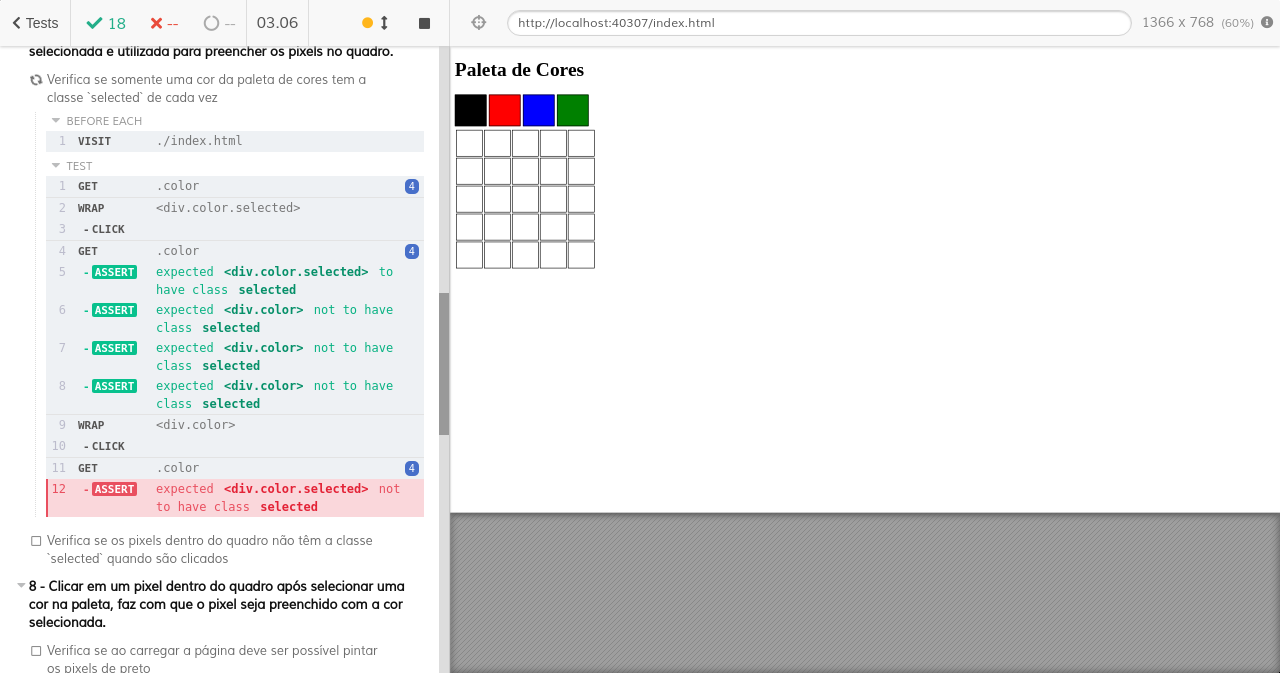 Tests
18
--
--
03.06
http://localhost:40307/index.html
1366 x 768 (60%)
selecionada é utilizada para preencher os pixels no quadro.
Verifica se somente uma cor da paleta de cores tem a
classe `selected` de cada vez
BEFORE EACH
1 VISIT ./index.html
TEST
1 GET .color 4
2 WRAP <div.color.selected>
3 - CLICK
4 GET .color 4
5 - ASSERT expected <div.color.selected> to
have class selected
6 - ASSERT expected <div.color> not to have
class selected
7 - ASSERT expected <div.color> not to have
class selected
8 - ASSERT expected <div.color> not to have
class selected
9 WRAP <div.color>
10 - CLICK
11 GET .color 4
12 - ASSERT expected <div.color.selected> not
to have class selected
Verifica se os pixels dentro do quadro não têm a classe
`selected` quando são clicados
8 - Clicar em um pixel dentro do quadro após selecionar uma
cor na paleta, faz com que o pixel seja preenchido com a cor
selecionada.
Verifica se ao carregar a página deve ser possível pintar
os pixels de preto
Paleta de Cores